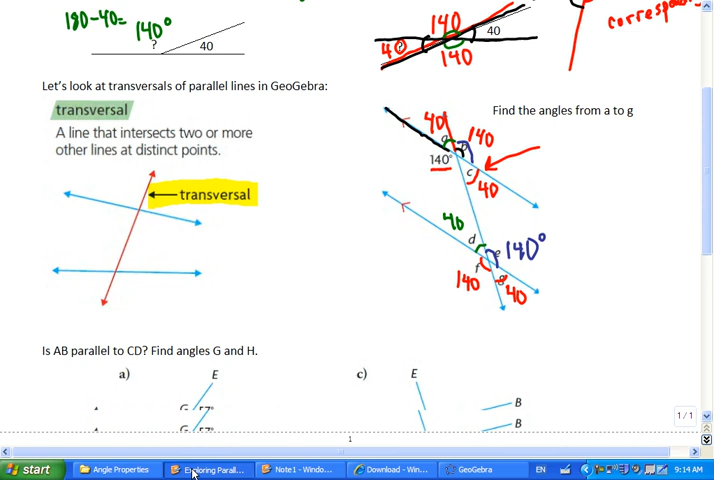 180-40= 140°
?
40
140
40
40
?
140
correspon
Let's look at transversals of parallel lines in GeoGebra:
transversal
A line that intersects two or more
other lines at distinct points.
transversal
Find the angles from a to g
40
140
a
b
140°
c
40
40
d
e
140°
f
140
g
40
Is AB parallel to CD? Find angles G and H.
a)
E
c)
E
G
57°
B
G
57°
B
1
1 / 1
start
Angle Properties
Exploring Parall...
Note1 - Windo...
Download - Win...
GeoGebra
EN
9:14 AM